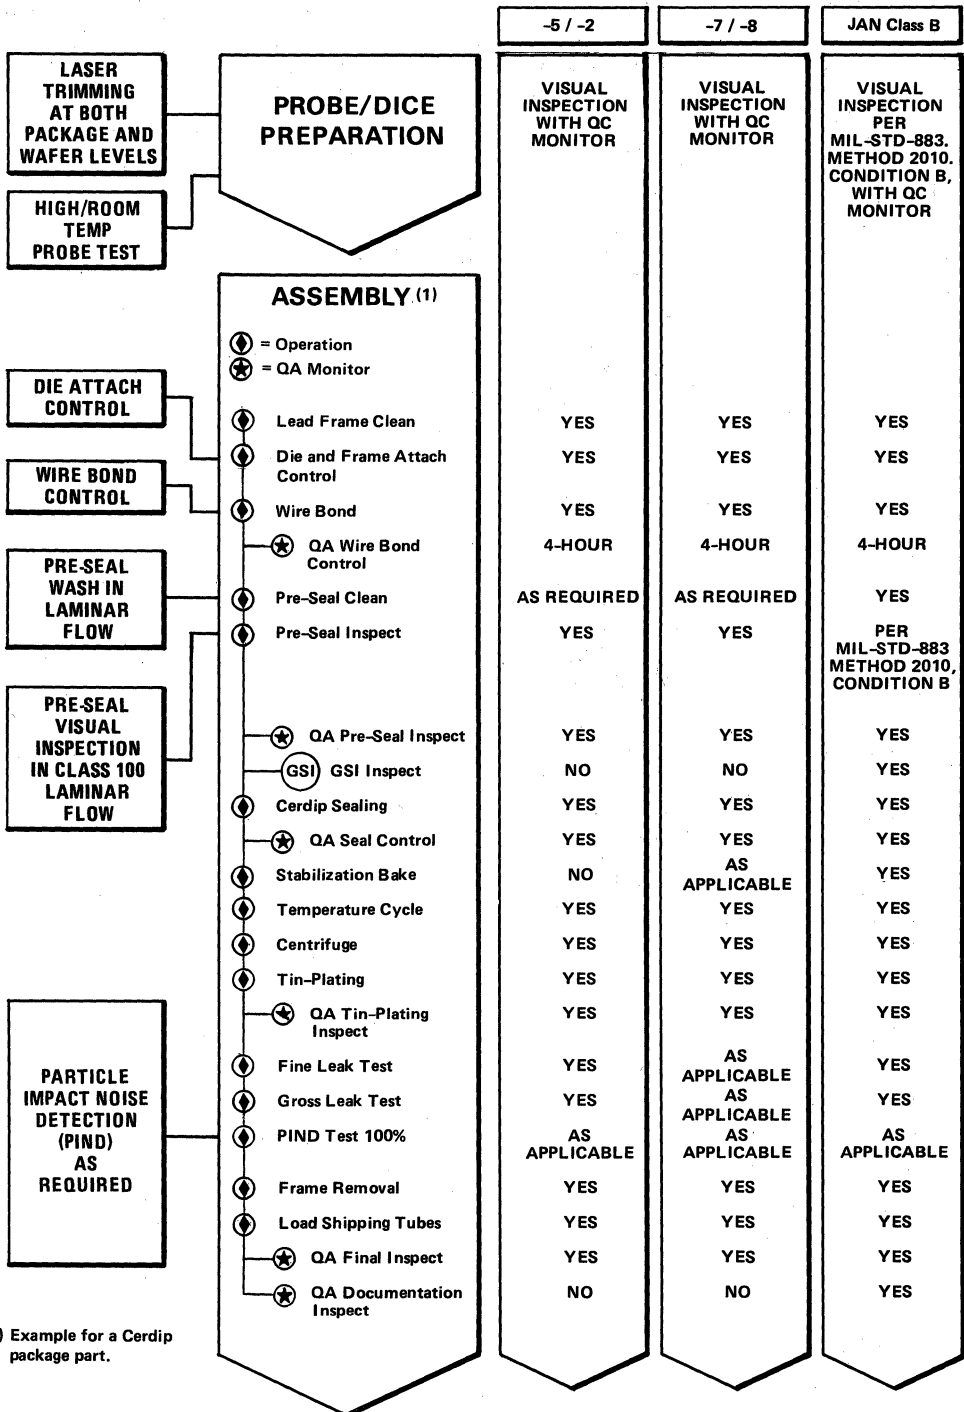 -5 / -2
-7 / -8
JAN Class B
LASER
TRIMMING
AT BOTH
PACKAGE AND
WAFER LEVELS
HIGH/ROOM
TEMP
PROBE TEST
PROBE/DICE
PREPARATION
VISUAL
INSPECTION
WITH QC
MONITOR
VISUAL
INSPECTION
WITH QC
MONITOR
VISUAL
INSPECTION
PER
MIL-STD-883.
METHOD 2010.
CONDITION B,
WITH QC
MONITOR
ASSEMBLY (1)
= Operation
= QA Monitor
DIE ATTACH
CONTROL
WIRE BOND
CONTROL
PRE-SEAL
WASH IN
LAMINAR
FLOW
PRE-SEAL
VISUAL
INSPECTION
IN CLASS 100
LAMINAR
FLOW
PARTICLE
IMPACT NOISE
DETECTION
(PIND)
AS
REQUIRED
Lead Frame Clean YES YES YES
Die and Frame Attach YES YES YES
Control
Wire Bond YES YES YES
QA Wire Bond 4-HOUR 4-HOUR 4-HOUR
Control
Pre-Seal Clean AS REQUIRED AS REQUIRED YES
Pre-Seal Inspect YES YES PER
MIL-STD-883
METHOD 2010,
CONDITION B
QA Pre-Seal Inspect YES YES YES
GSI GSI Inspect NO NO YES
Cerdip Sealing YES YES YES
QA Seal Control YES YES YES
Stabilization Bake NO AS YES
APPLICABLE
Temperature Cycle YES YES YES
Centrifuge YES YES YES
Tin-Plating YES YES YES
QA Tin-Plating YES YES YES
Inspect
Fine Leak Test YES AS YES
APPLICABLE
Gross Leak Test YES AS YES
APPLICABLE
PIND Test 100% AS AS AS
APPLICABLE APPLICABLE APPLICABLE
Frame Removal YES YES YES
Load Shipping Tubes YES YES YES
QA Final Inspect YES YES YES
QA Documentation NO NO YES
Inspect
) Example for a Cerdip
package part.